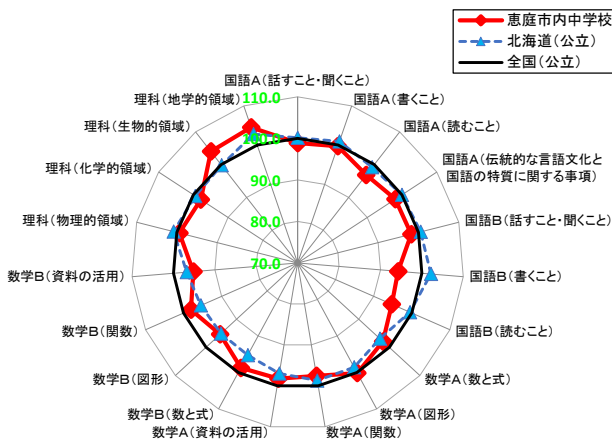 恵庭市内中学校
北海道（公立）
全国（公立）
国語A（話すこと・聞くこと）
国語A（書くこと）
国語A（読むこと）
国語A（伝統的な言語文化と
国語の特質に関する事項）
国語B（話すこと・聞くこと）
国語B（書くこと）
国語B（読むこと）
数学A（数と式）
数学A（図形）
数学A（関数）
数学A（資料の活用）
数学B（数と式）
数学B（図形）
数学B（関数）
数学B（資料の活用）
理科（物理的領域）
理科（化学的領域）
理科（生物的領域）
理科（地学的領域）
110.0
100.0
90.0
80.0
70.0